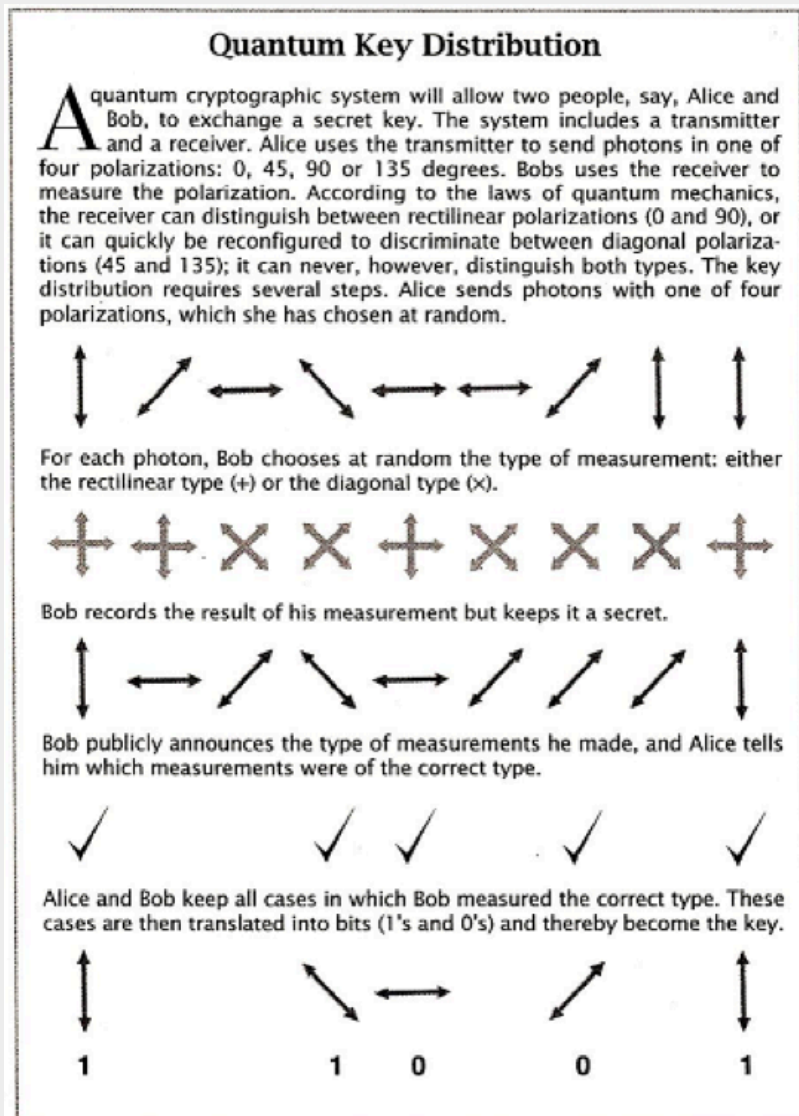 Quantum Key Distribution
A quantum cryptographic system will allow two people, say, Alice and
Bob, to exchange a secret key. The system includes a transmitter
and a receiver. Alice uses the transmitter to send photons in one of
four polarizations: 0, 45, 90 or 135 degrees. Bobs uses the receiver to
measure the polarization. According to the laws of quantum mechanics,
the receiver can distinguish between rectilinear polarizations (0 and 90), or
it can quickly be reconfigured to discriminate between diagonal polariza-
tions (45 and 135); it can never, however, distinguish both types. The key
distribution requires several steps. Alice sends photons with one of four
polarizations, which she has chosen at random.
For each photon, Bob chooses at random the type of measurement: either
the rectilinear type (+) or the diagonal type (×).
Bob records the result of his measurement but keeps it a secret.
Bob publicly announces the type of measurements he made, and Alice tells
him which measurements were of the correct type.
Alice and Bob keep all cases in which Bob measured the correct type. These
cases are then translated into bits (1's and 0's) and thereby become the key.
1 1 0 0 1